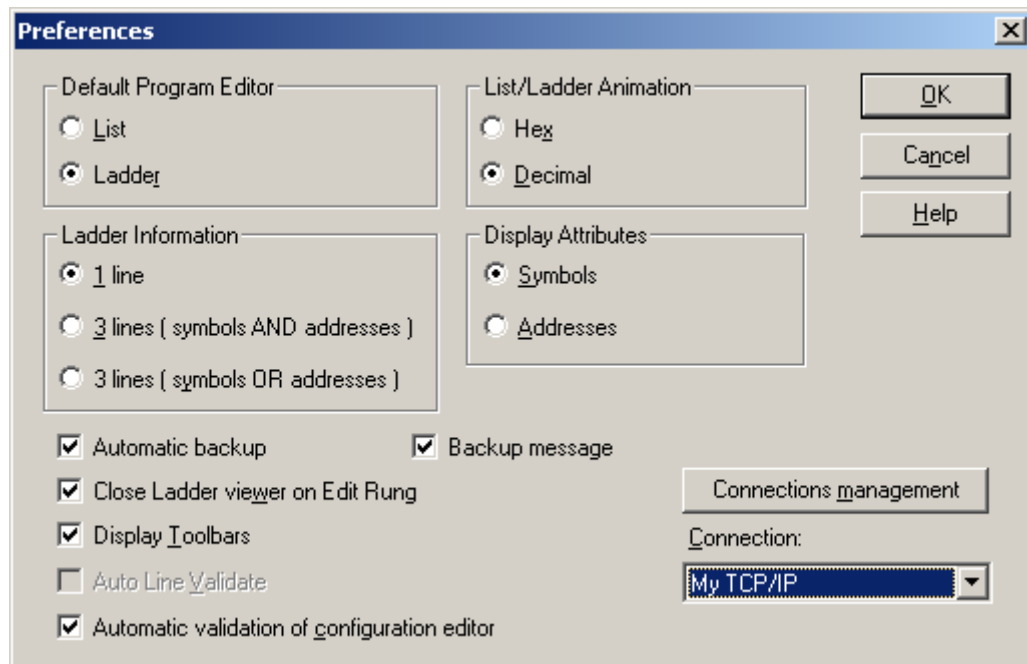 Preferences
Default Program Editor
List
Ladder
List/Ladder Animation
Hex
Decimal
OK
Cancel
Help
Ladder Information
1 line
3 lines ( symbols AND addresses )
3 lines ( symbols OR addresses )
Display Attributes
Symbols
Addresses
Automatic backup
Backup message
Close Ladder viewer on Edit Rung
Display Toolbars
Auto Line Validate
Automatic validation of configuration editor
Connections management
Connection:
My TCP/IP